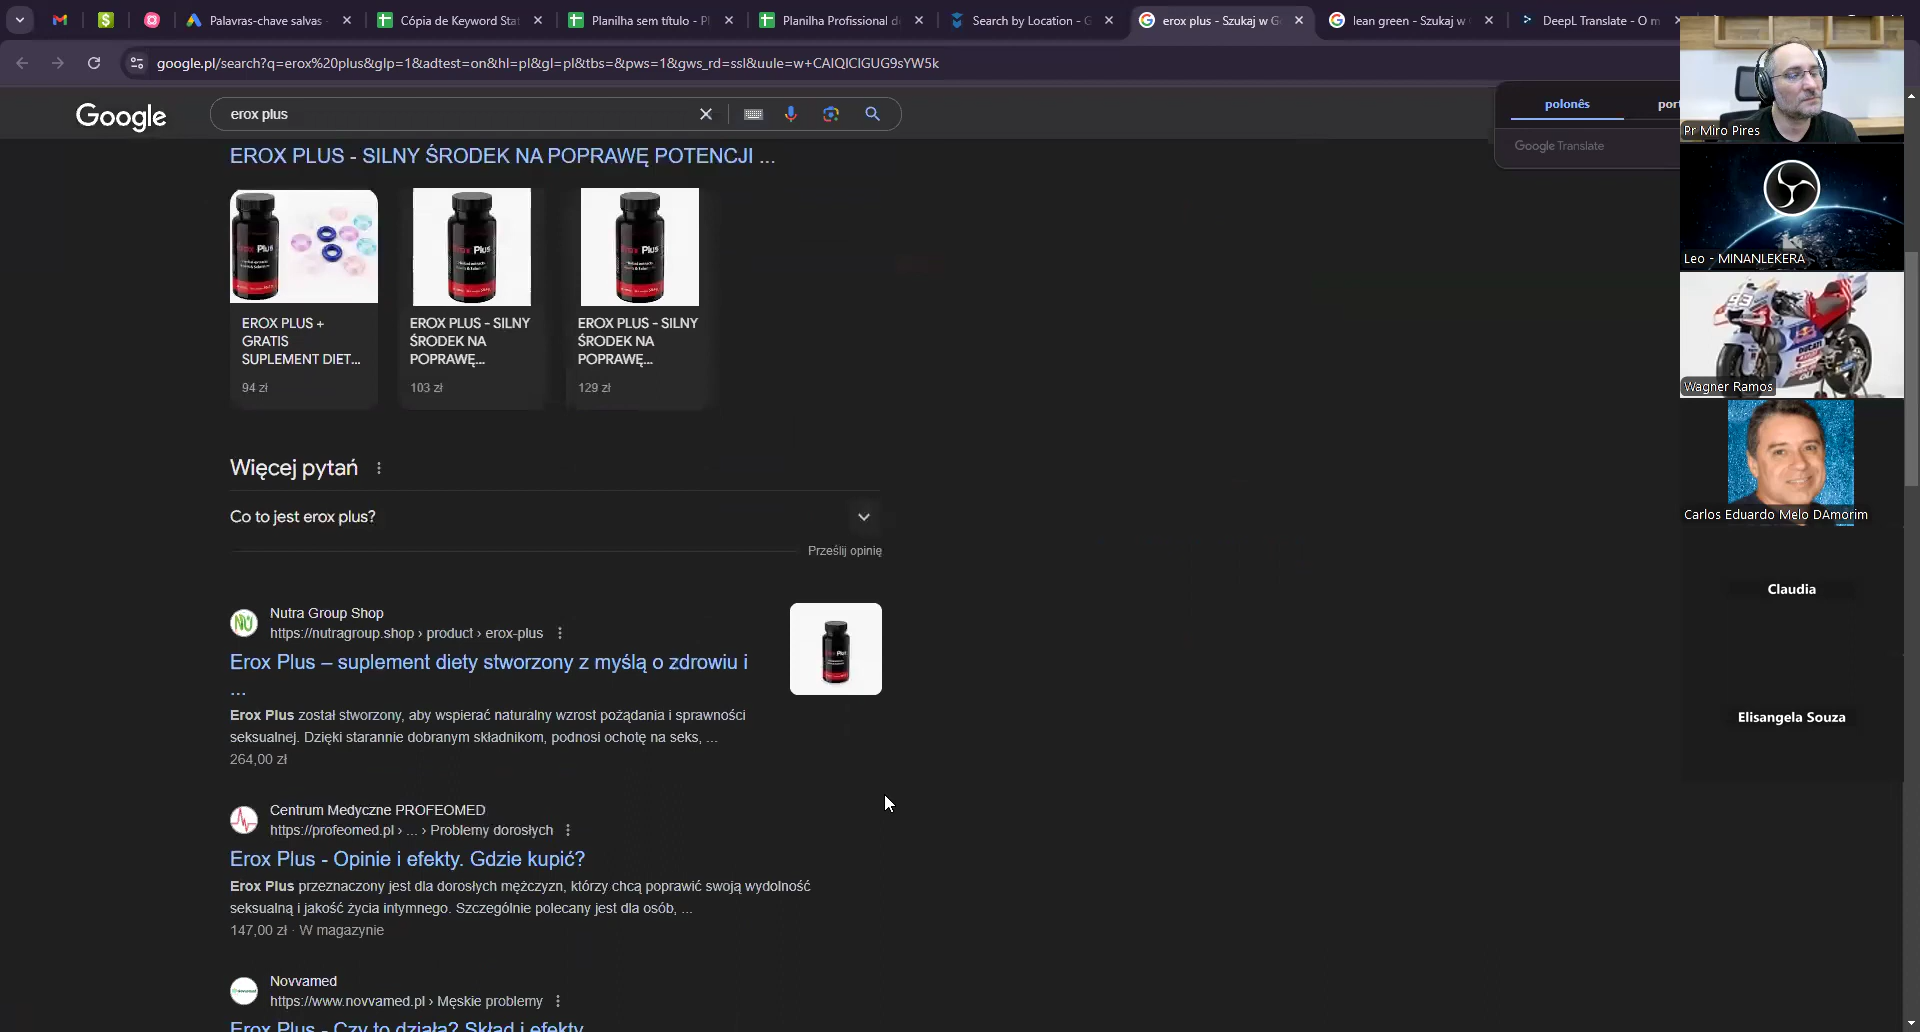 Palavras-chave salvas
Cópia de Keyword Stat
Planilha sem título - Pl
Planilha Profissional de
Search by Location - G
erox plus - Szukaj w G
lean green - Szukaj w
DeepL Translate - O m
google.pl/search?q=erox%20plus&glp=1&adtest=on&hl=pl&gl=pl&tbs=&pws=1&gws_rd=ssl&uule=w+CAIQICIGUG9sYW5k
Google
erox plus
polonês
port
Google Translate
EROX PLUS - SILNY ŚRODEK NA POPRAWĘ POTENCJI ...
EROX PLUS +
GRATIS
SUPLEMENT DIET...
94 zł
EROX PLUS - SILNY
ŚRODEK NA
POPRAWĘ...
103 zł
EROX PLUS - SILNY
ŚRODEK NA
POPRAWĘ...
129 zł
Więcej pytań
Co to jest erox plus?
Prześlij opinię
Nutra Group Shop
https://nutragroup.shop › product › erox-plus
Erox Plus – suplement diety stworzony z myślą o zdrowiu i
...
Erox Plus został stworzony, aby wspierać naturalny wzrost pożądania i sprawności
seksualnej. Dzięki starannie dobranym składnikom, podnosi ochotę na seks, ...
264,00 zł
Centrum Medyczne PROFEOMED
https://profeomed.pl › ... › Problemy dorosłych
Erox Plus - Opinie i efekty. Gdzie kupić?
Erox Plus przeznaczony jest dla dorosłych mężczyzn, którzy chcą poprawić swoją wydolność
seksualną i jakość życia intymnego. Szczególnie polecany jest dla osób, ...
147,00 zł · W magazynie
Novvamed
https://www.novvamed.pl › Męskie problemy
Erox Plus - Czy to działa? Skład i efekty
Pr Miro Pires
Leo - MINANLEKERA
Wagner Ramos
Carlos Eduardo Melo DAmorim
Claudia
Elisangela Souza